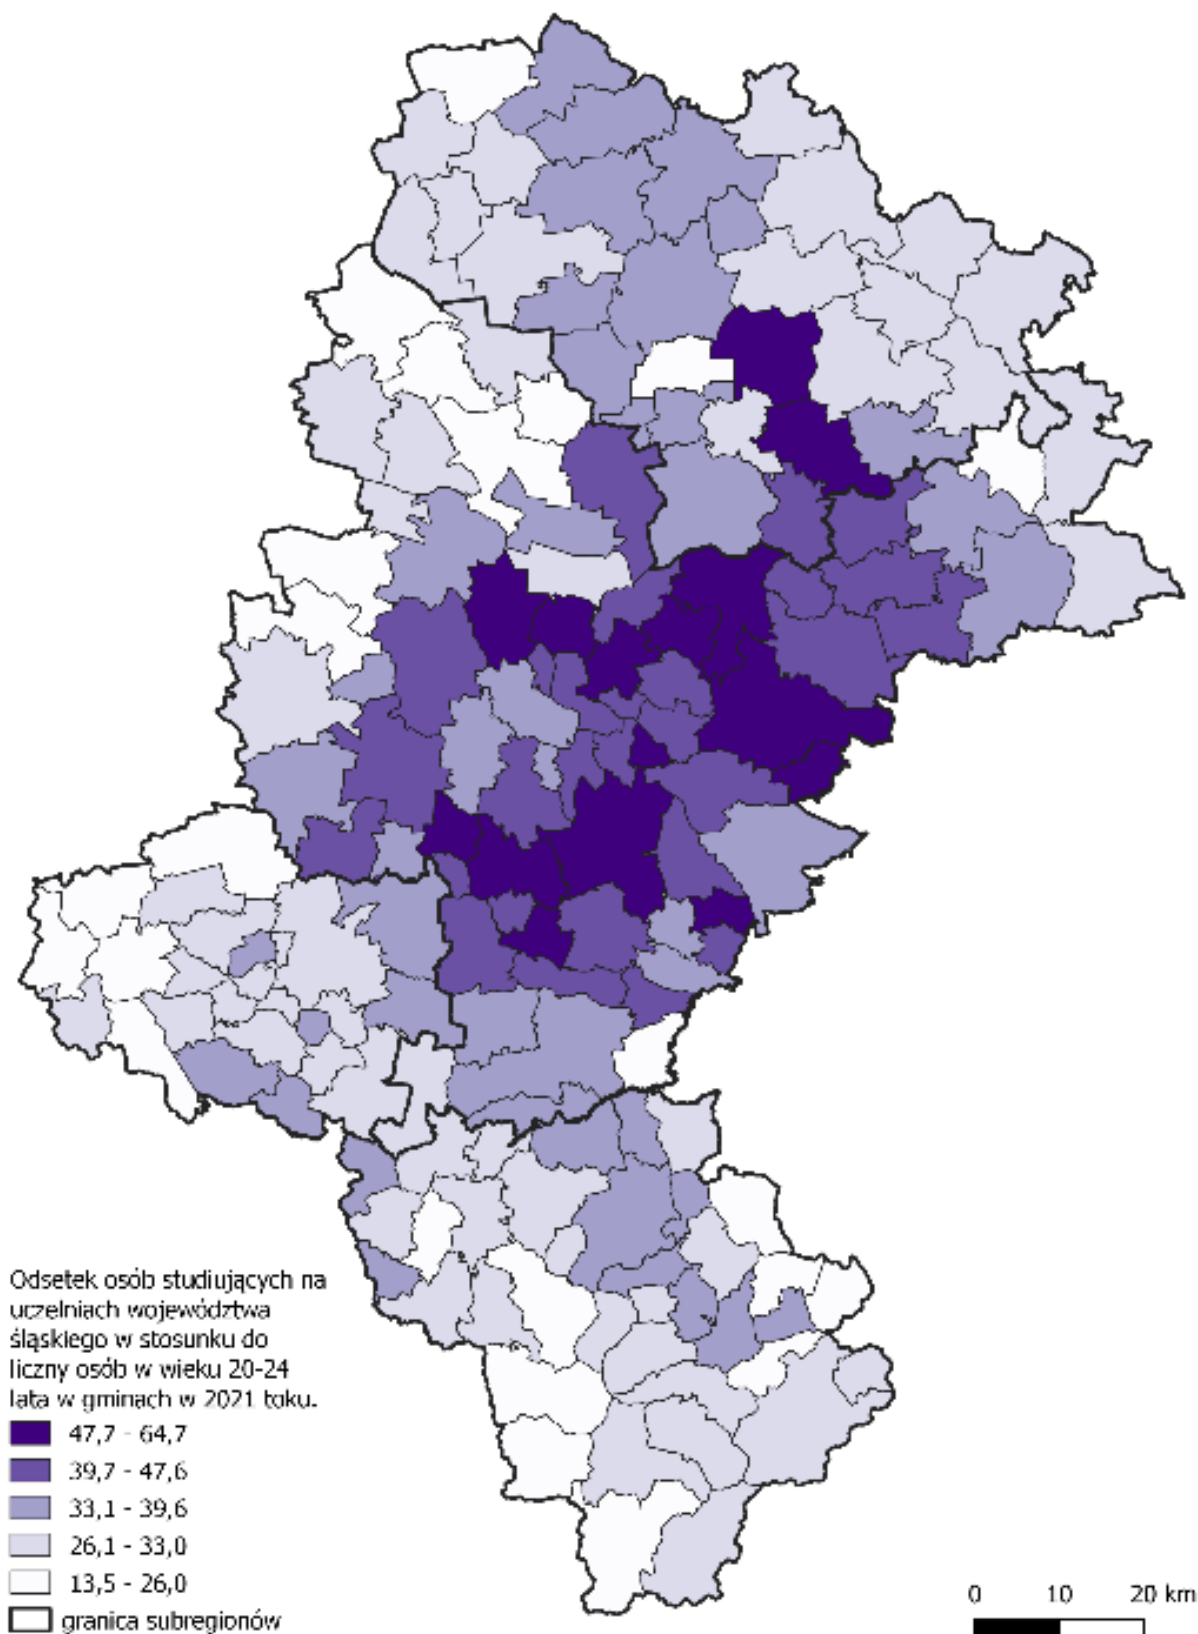 Odsetek osób studiujących na
uczelniach województwa
śląskiego w stosunku do
liczny osób w wieku 20-24
lata w gminach w 2021 toku.
47,7 - 64,7
39,7 - 47,6
33,1 - 39,6
26,1 - 33,0
13,5 - 26,0
granica subregionów
0 10 20 km